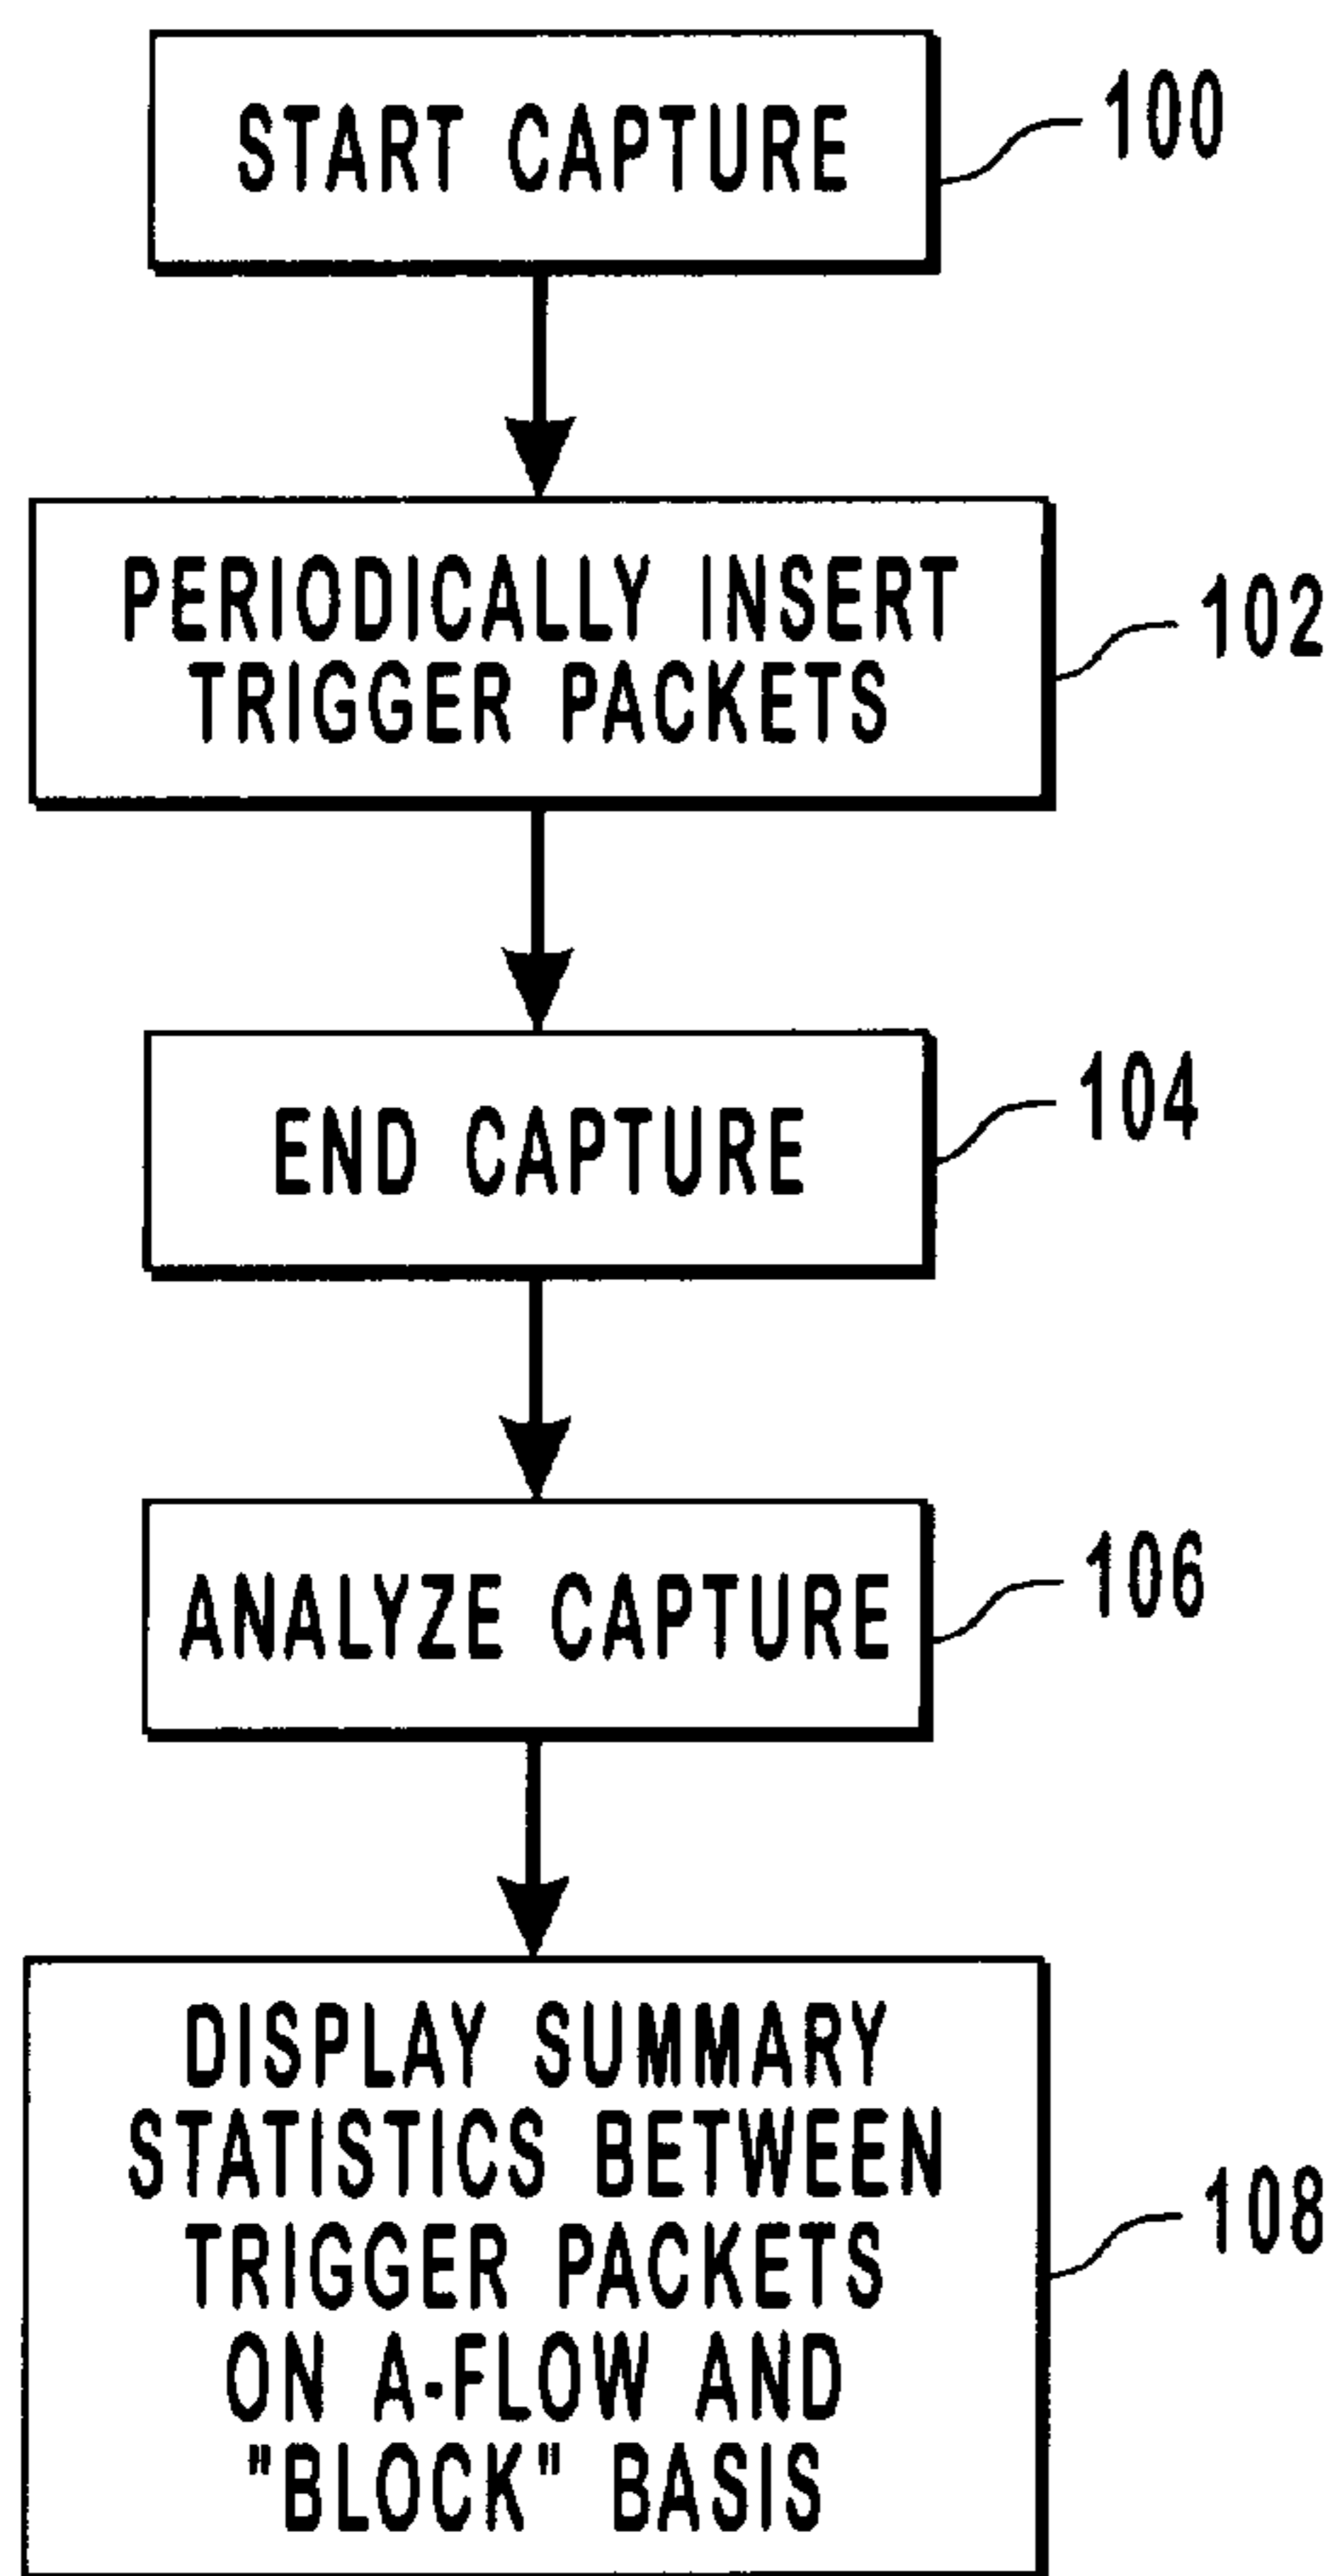 START CAPTURE
100
PERIODICALLY INSERT
TRIGGER PACKETS
102
END CAPTURE
104
ANALYZE CAPTURE
106
DISPLAY SUMMARY
STATISTICS BETWEEN
TRIGGER PACKETS
ON A-FLOW AND
"BLOCK" BASIS
108